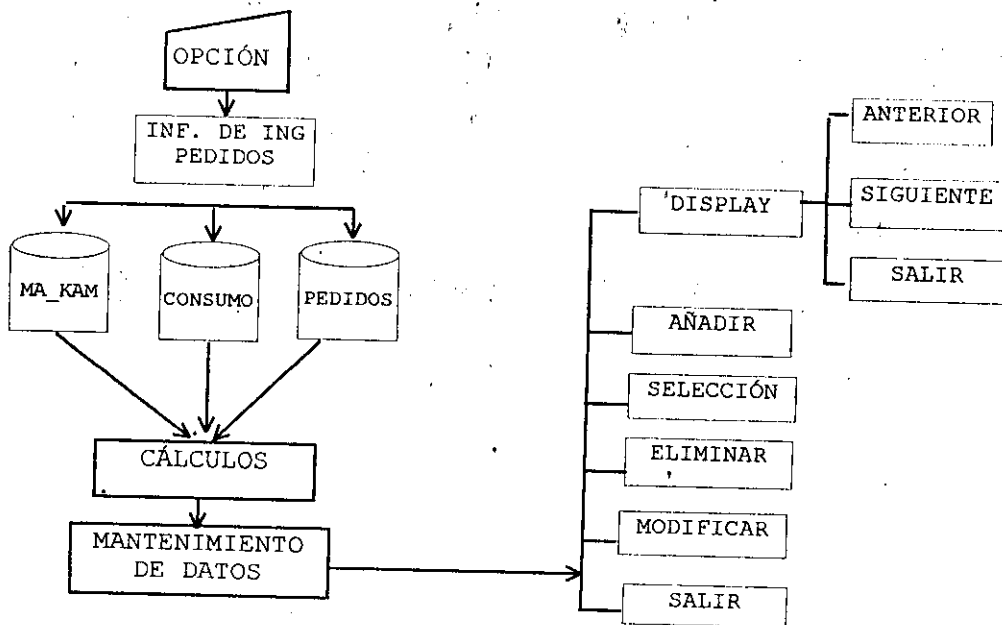 OPCIÓN
INF. DE ING
PEDIDOS
MA_KAM
CONSUMO
PEDIDOS
CÁLCULOS
MANTENIMIENTO
DE DATOS
DISPLAY
ANTERIOR
SIGUIENTE
SALIR
AÑADIR
SELECCIÓN
ELIMINAR
MODIFICAR
SALIR